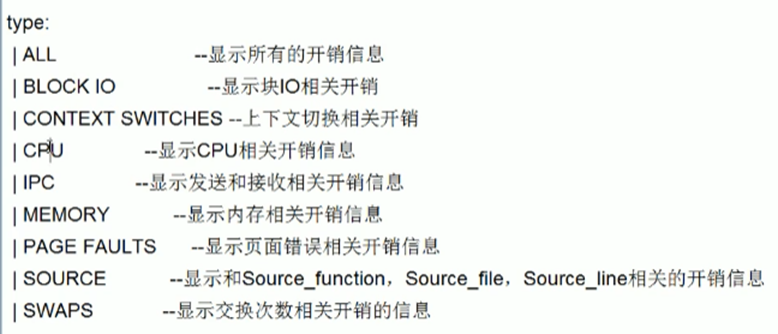 type:
| ALL --显示所有的开销信息
| BLOCK IO --显示块IO相关开销
| CONTEXT SWITCHES --上下文切换相关开销
| CPU --显示CPU相关开销信息
| IPC --显示发送和接收相关开销信息
| MEMORY --显示内存相关开销信息
| PAGE FAULTS --显示页面错误相关开销信息
| SOURCE --显示和Source_function，Source_file，Source_line相关的开销信息
| SWAPS --显示交换次数相关开销的信息